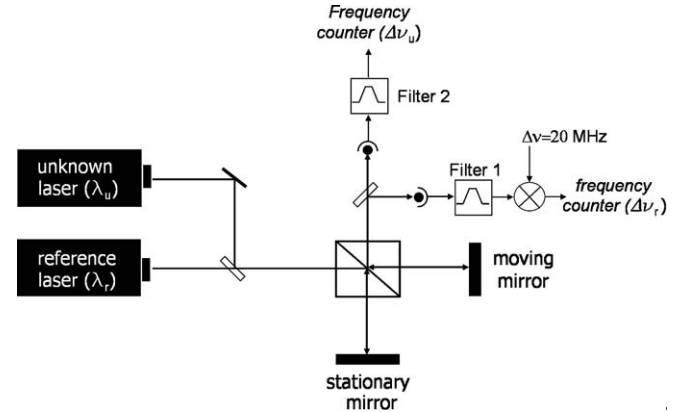 Frequency
counter (Δνu)
Filter 2
Δν=20 MHz
Filter 1
frequency
counter (Δνr)
unknown
laser (λu)
reference
laser (λr)
moving
mirror
stationary
mirror